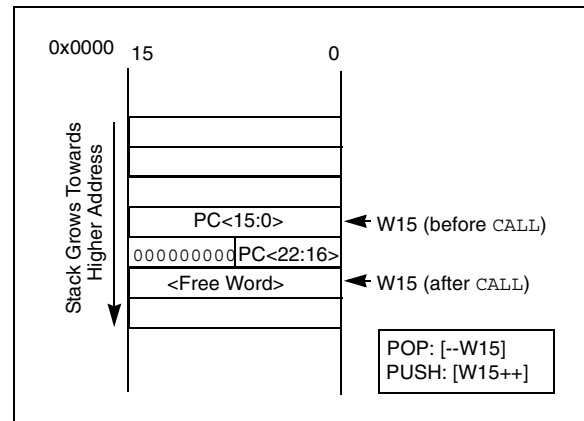 0x0000 15 0
Stack Grows Towards
Higher Address
PC<15:0>
W15 (before CALL)
000000000 PC<22:16>
<Free Word>
W15 (after CALL)
POP: [--W15]
PUSH: [W15++]